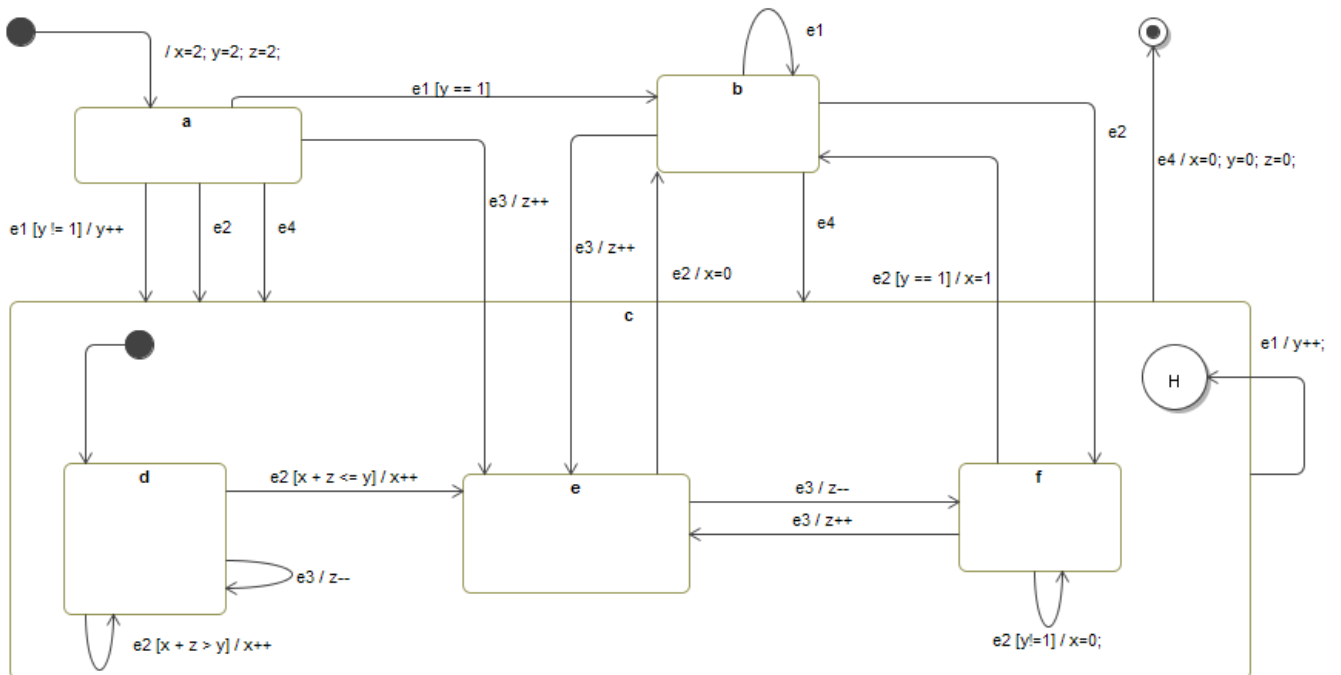 e1
/ x=2; y=2; z=2;
e1 [y == 1]
b
a
e2
e4 / x=0; y=0; z=0;
e3 / z++
e1 [y != 1] / y++
e2
e4
e3 / z++
e4
e2 / x=0
e2 [y == 1] / x=1
c
e1 / y++;
H
d
e2 [x + z <= y] / x++
e
f
e3 / z--
e3 / z++
e3 / z--
e2 [x + z > y] / x++
e2 [y!=1] / x=0;